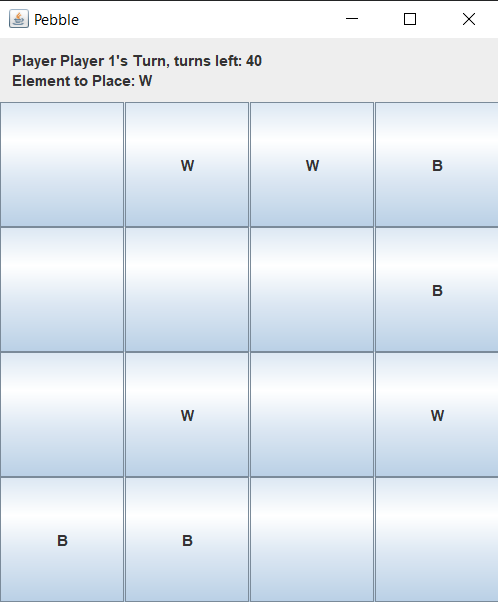 Pebble
Player Player 1's Turn, turns left: 40
Element to Place: W
W W B
B
W W
B B